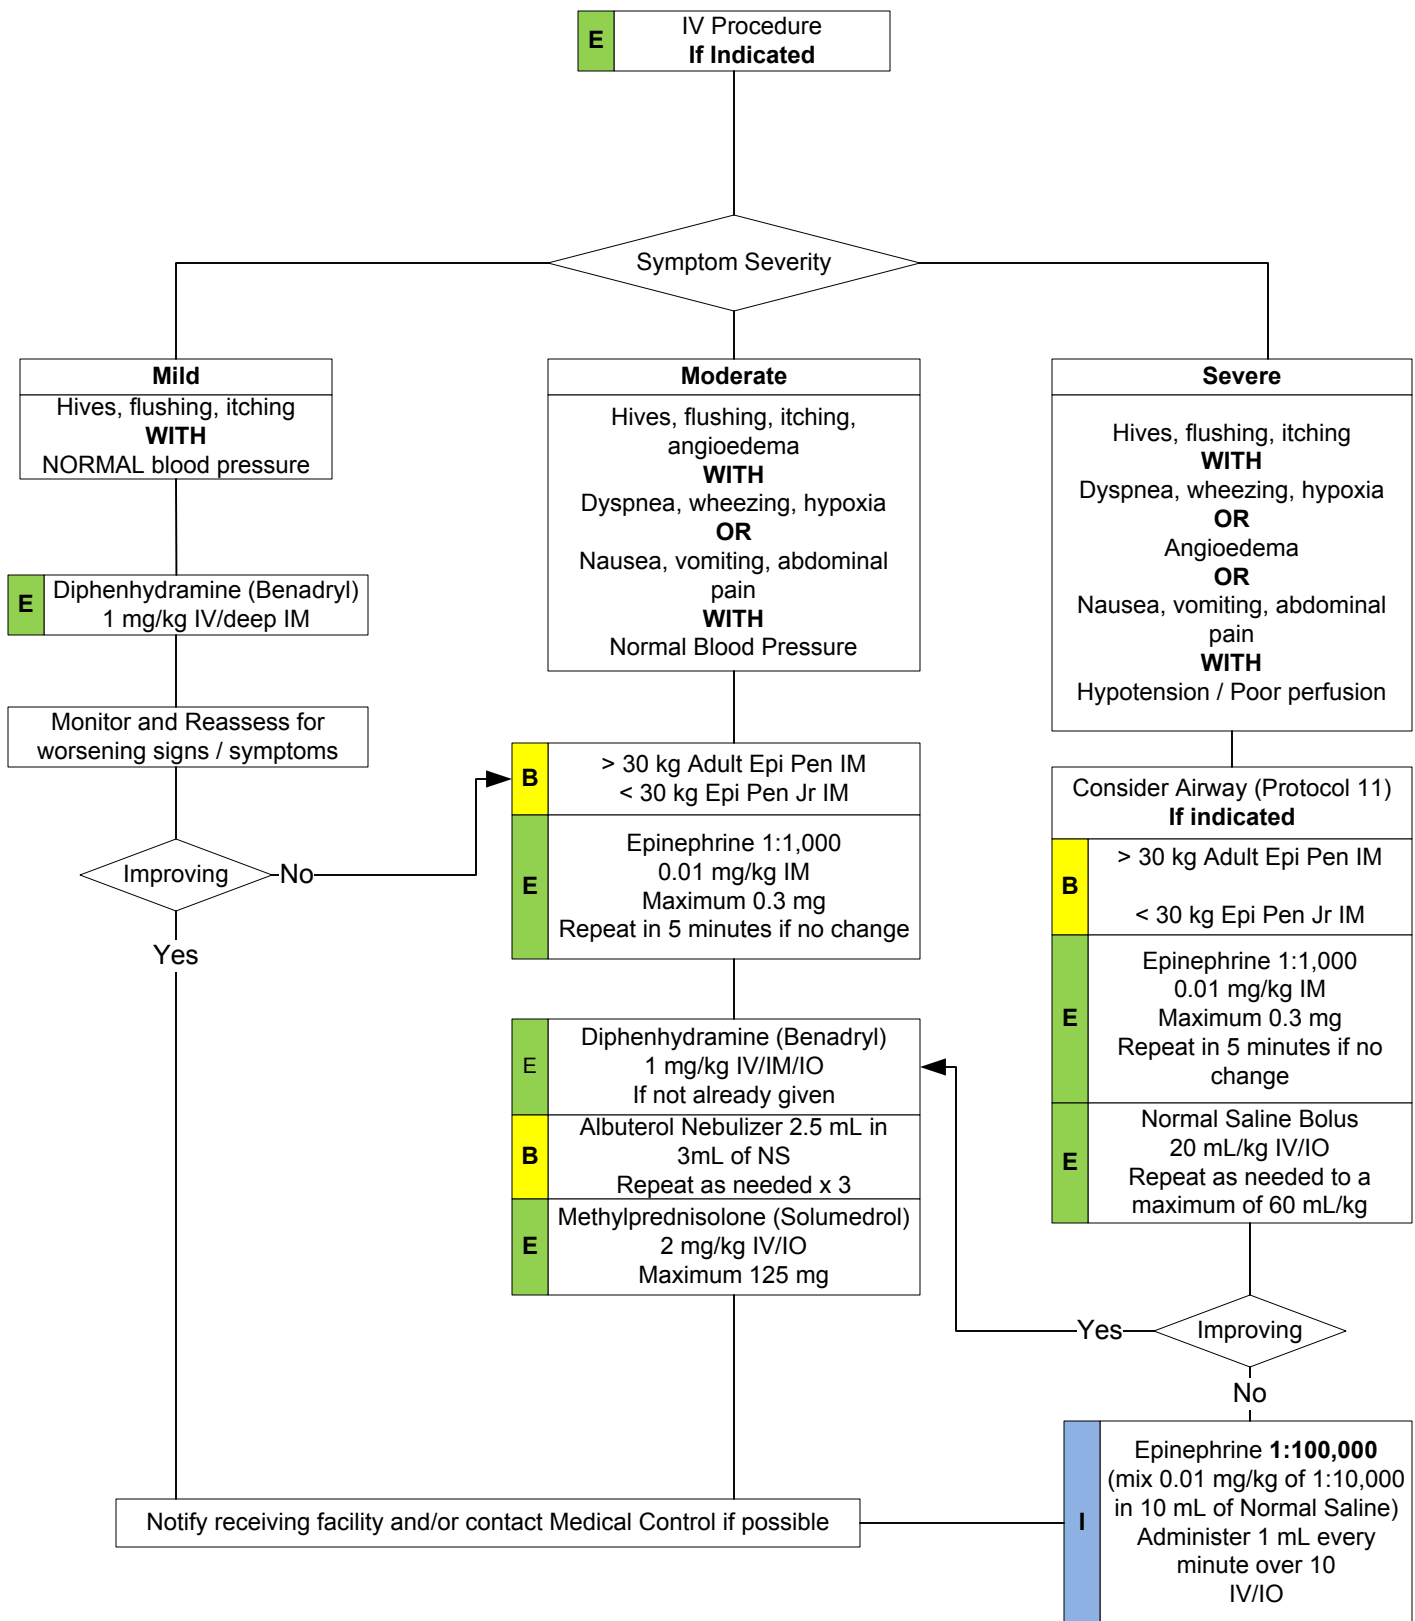 E
IV Procedure
If Indicated
Symptom Severity
Mild
Hives, flushing, itching
WITH
NORMAL blood pressure
E
Diphenhydramine (Benadryl)
1 mg/kg IV/deep IM
Monitor and Reassess for
worsening signs / symptoms
Improving
No
Yes
Moderate
Hives, flushing, itching,
angioedema
WITH
Dyspnea, wheezing, hypoxia
OR
Nausea, vomiting, abdominal
pain
WITH
Normal Blood Pressure
B
> 30 kg Adult Epi Pen IM
< 30 kg Epi Pen Jr IM
E
Epinephrine 1:1,000
0.01 mg/kg IM
Maximum 0.3 mg
Repeat in 5 minutes if no change
E
Diphenhydramine (Benadryl)
1 mg/kg IV/IM/IO
If not already given
B
Albuterol Nebulizer 2.5 mL in
3mL of NS
Repeat as needed x 3
E
Methylprednisolone (Solumedrol)
2 mg/kg IV/IO
Maximum 125 mg
Severe
Hives, flushing, itching
WITH
Dyspnea, wheezing, hypoxia
OR
Angioedema
OR
Nausea, vomiting, abdominal
pain
WITH
Hypotension / Poor perfusion
Consider Airway (Protocol 11)
If indicated
B
> 30 kg Adult Epi Pen IM
< 30 kg Epi Pen Jr IM
E
Epinephrine 1:1,000
0.01 mg/kg IM
Maximum 0.3 mg
Repeat in 5 minutes if no
change
E
Normal Saline Bolus
20 mL/kg IV/IO
Repeat as needed to a
maximum of 60 mL/kg
Improving
Yes
No
I
Epinephrine 1:100,000
(mix 0.01 mg/kg of 1:10,000
in 10 mL of Normal Saline)
Administer 1 mL every
minute over 10
IV/IO
Notify receiving facility and/or contact Medical Control if possible